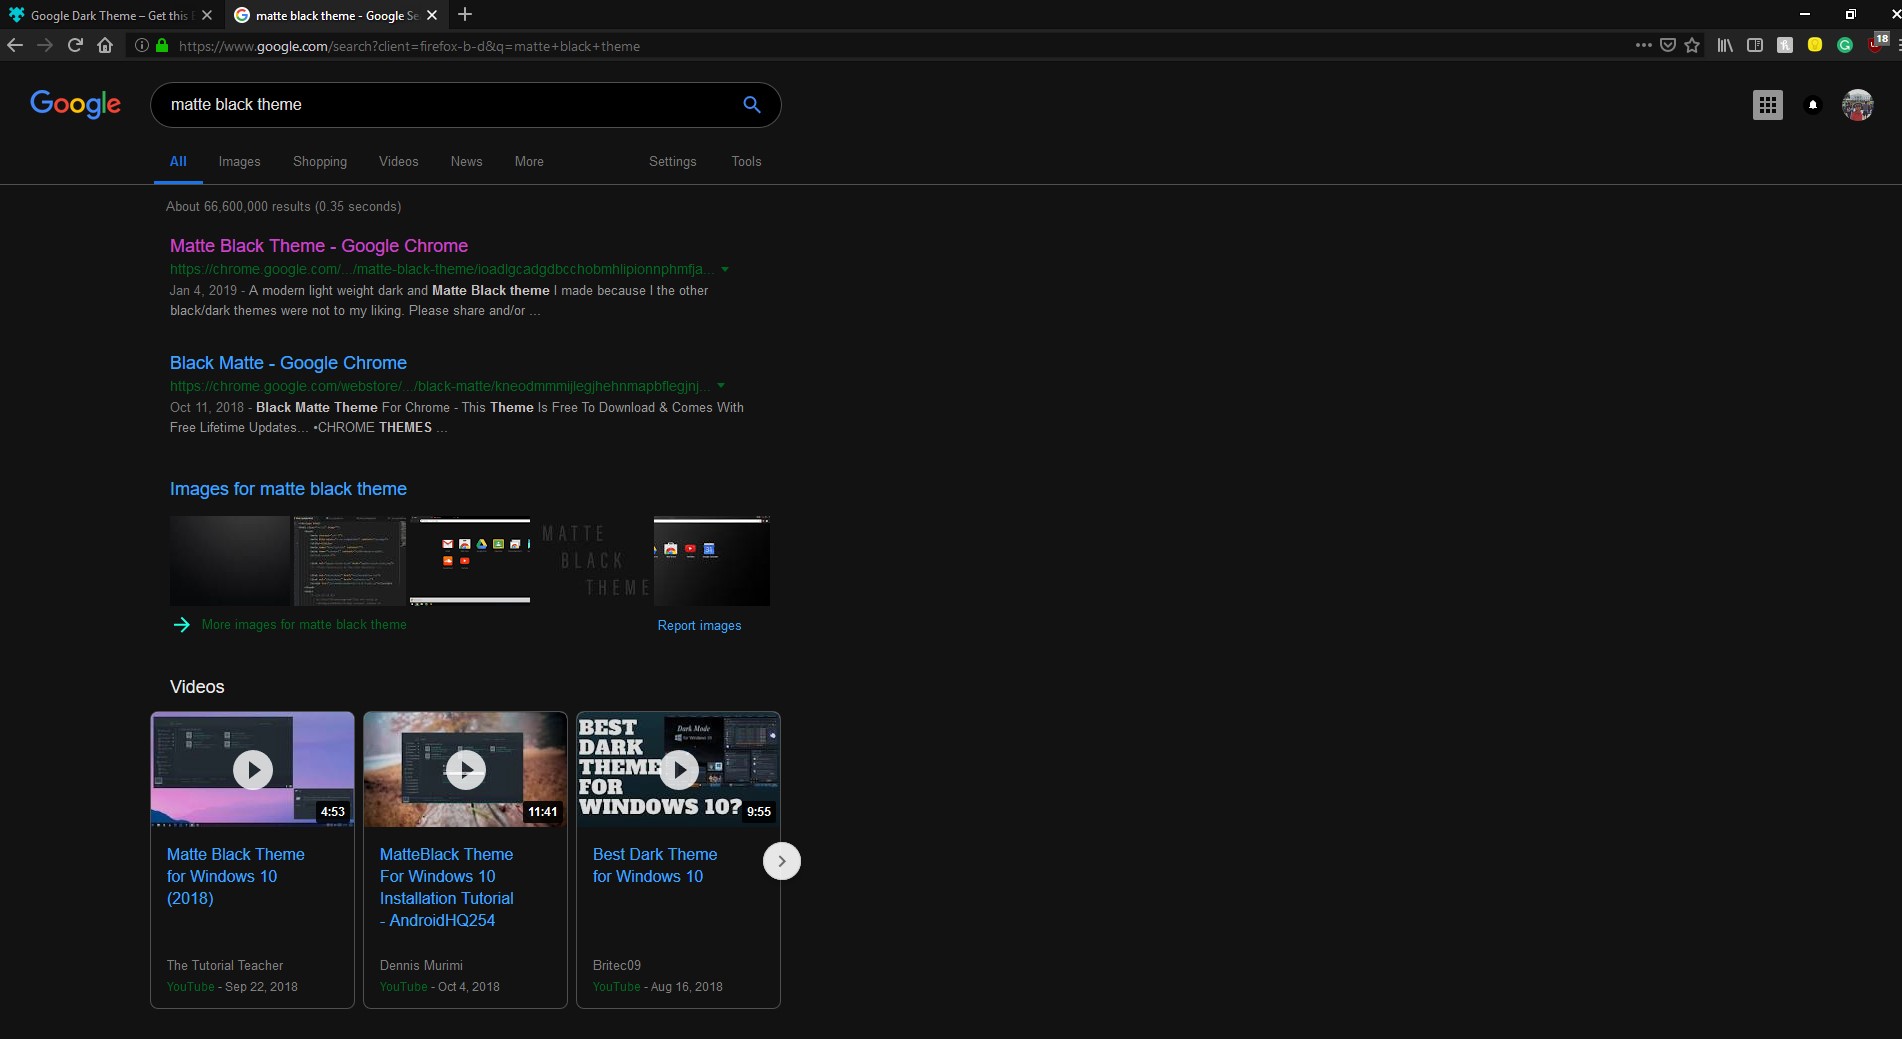 Google Dark Theme – Get this
matte black theme - Google Se
https://www.google.com/search?client=firefox-b-d&q=matte+black+theme
18
Google
matte black theme
All Images Shopping Videos News More Settings Tools
About 66,600,000 results (0.35 seconds)
Matte Black Theme - Google Chrome
https://chrome.google.com/.../matte-black-theme/ioadlgcadgdbcchobmhlipionnphmfja...
Jan 4, 2019 - A modern light weight dark and Matte Black theme I made because I the other
black/dark themes were not to my liking. Please share and/or ...
Black Matte - Google Chrome
https://chrome.google.com/webstore/.../black-matte/kneodmmmijlegjhehnmapbflegjnj...
Oct 11, 2018 - Black Matte Theme For Chrome - This Theme Is Free To Download & Comes With
Free Lifetime Updates... •CHROME THEMES ...
Images for matte black theme
MATTE
BLACK
THEME
More images for matte black theme
Report images
Videos
4:53
11:41
BEST
DARK
THEME
FOR
WINDOWS 10?
Dark Mode
for Windows 10
9:55
Matte Black Theme
for Windows 10
(2018)
The Tutorial Teacher
YouTube - Sep 22, 2018
MatteBlack Theme
For Windows 10
Installation Tutorial
- AndroidHQ254
Dennis Murimi
YouTube - Oct 4, 2018
Best Dark Theme
for Windows 10
Britec09
YouTube - Aug 16, 2018